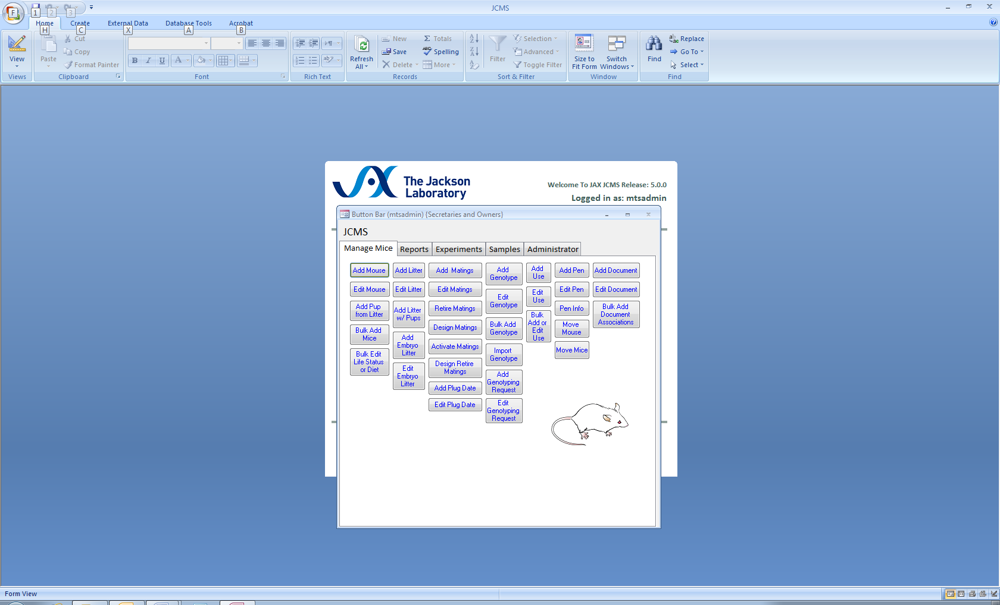 JCMS
F
1
2
3
Home
Create
External Data
Database Tools
Acrobat
H
C
X
A
B
View
Views
Paste
Cut
Copy
Format Painter
Clipboard
B I U A
Font
Rich Text
Refresh
All
New
Save
Delete
Totals
Spelling
More
Records
Filter
Selection
Advanced
Toggle Filter
Sort & Filter
Size to
Fit Form
Switch
Windows
Window
Find
Replace
Go To
Select
Find
JAX
The Jackson
Laboratory
Welcome To JAX JCMS Release: 5.0.0
Logged in as: mtsadmin
Button Bar (mtsadmin) {Secretaries and Owners}
JCMS
Manage Mice
Reports
Experiments
Samples
Administrator
Add Mouse
Edit Mouse
Add Pup
from Litter
Bulk Add
Mice
Bulk Edit
Life Status
or Diet
Add Litter
Edit Litter
Add Litter
w/ Pups
Add
Embryo
Litter
Edit
Embryo
Litter
Add Matings
Edit Matings
Retire Matings
Design Matings
Activate Matings
Design Retire
Matings
Add Plug Date
Edit Plug Date
Add
Genotype
Edit
Genotype
Bulk Add
Genotype
Import
Genotype
Add
Genotyping
Request
Edit
Genotyping
Request
Add
Use
Edit
Use
Bulk
Add or
Edit
Use
Add Pen
Edit Pen
Pen Info
Move
Mouse
Move Mice
Add Document
Edit Document
Bulk Add
Document
Associations
Form View